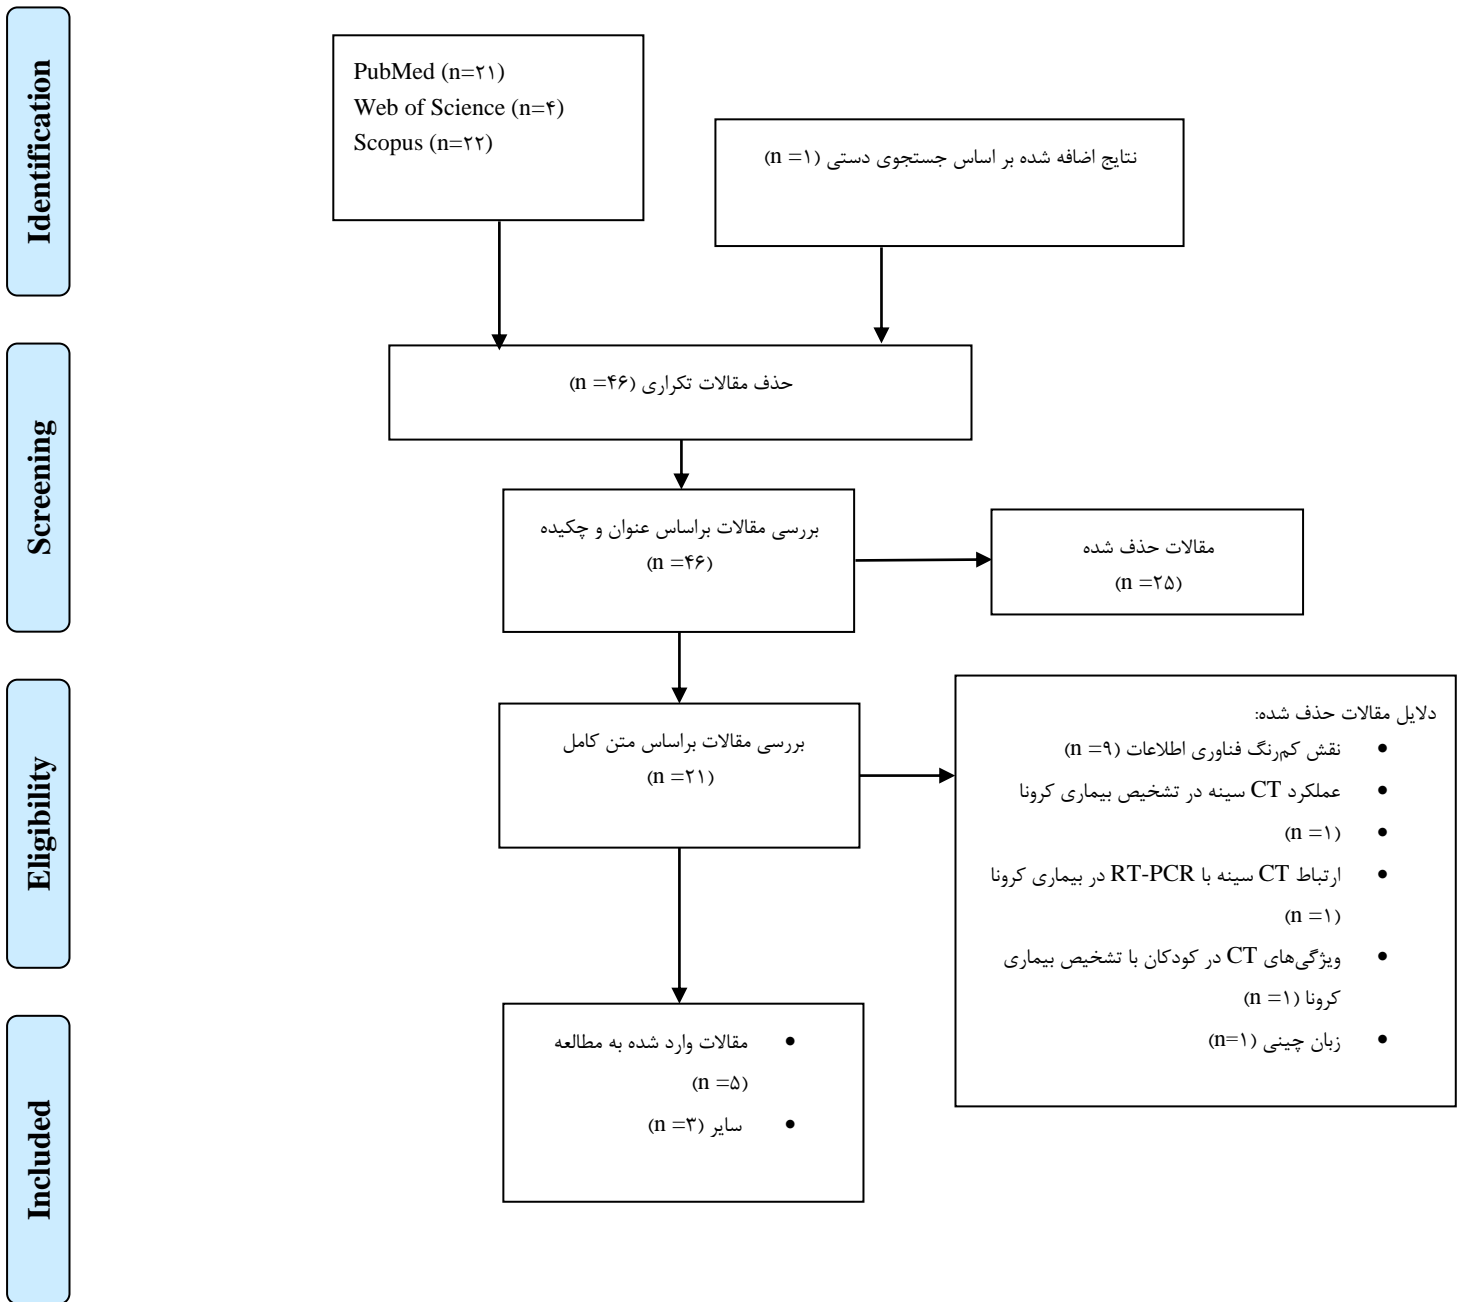 Identification
PubMed (n=۲۱)
Web of Science (n=۴)
Scopus (n=۲۲)
نتایج اضافه شده بر اساس جستجوی دستی (n =۱)
Screening
حذف مقالات تکراری (n =۴۶)
بررسی مقالات براساس عنوان و چکیده
(n =۴۶)
مقالات حذف شده
(n =۲۵)
Eligibility
بررسی مقالات براساس متن کامل
(n =۲۱)
دلایل مقالات حذف شده:
• نقش کم‌رنگ فناوری اطلاعات (n =۹)
• عملکرد CT سینه در تشخیص بیماری کرونا
• (n =۱)
• ارتباط CT سینه با RT-PCR در بیماری کرونا
(n =۱)
• ویژگی‌های CT در کودکان با تشخیص بیماری
کرونا (n =۱)
• زبان چینی (n=۱)
Included
• مقالات وارد شده به مطالعه
(n =۵)
• سایر (n =۳)